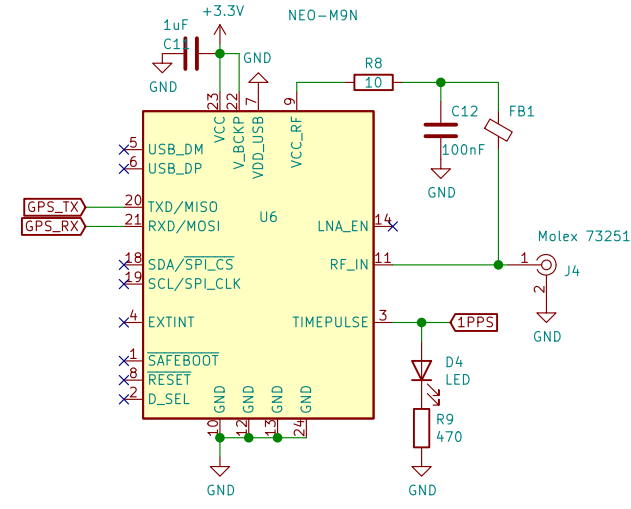 +3.3V
NEO-M9N
1uF
C11
GND
GND
R8
10
C12
100nF
GND
FB1
23
22
7
9
VCC
V_BCKP
VDD_USB
VCC_RF
5
USB_DM
6
USB_DP
GPS_TX
20
TXD/MISO
GPS_RX
21
RXD/MOSI
U6
LNA_EN
14
18
SDA/SPI_CS
RF_IN
11
19
SCL/SPI_CLK
Molex 73251
1
J4
2
GND
4
EXTINT
TIMEPULSE
3
1PPS
1
SAFEBOOT
8
RESET
2
D_SEL
D4
LED
GND
GND
GND
GND
10
12
13
24
R9
470
GND
GND